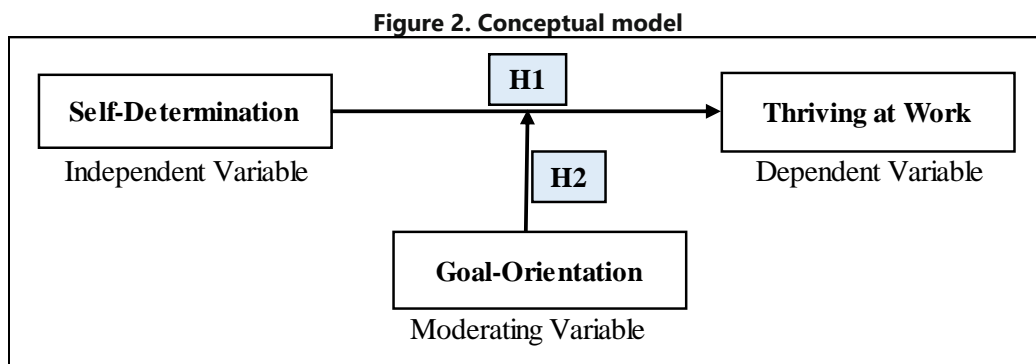 Figure 2. Conceptual model
H1
Self-Determination
Thriving at Work
Independent Variable
Dependent Variable
H2
Goal-Orientation
Moderating Variable